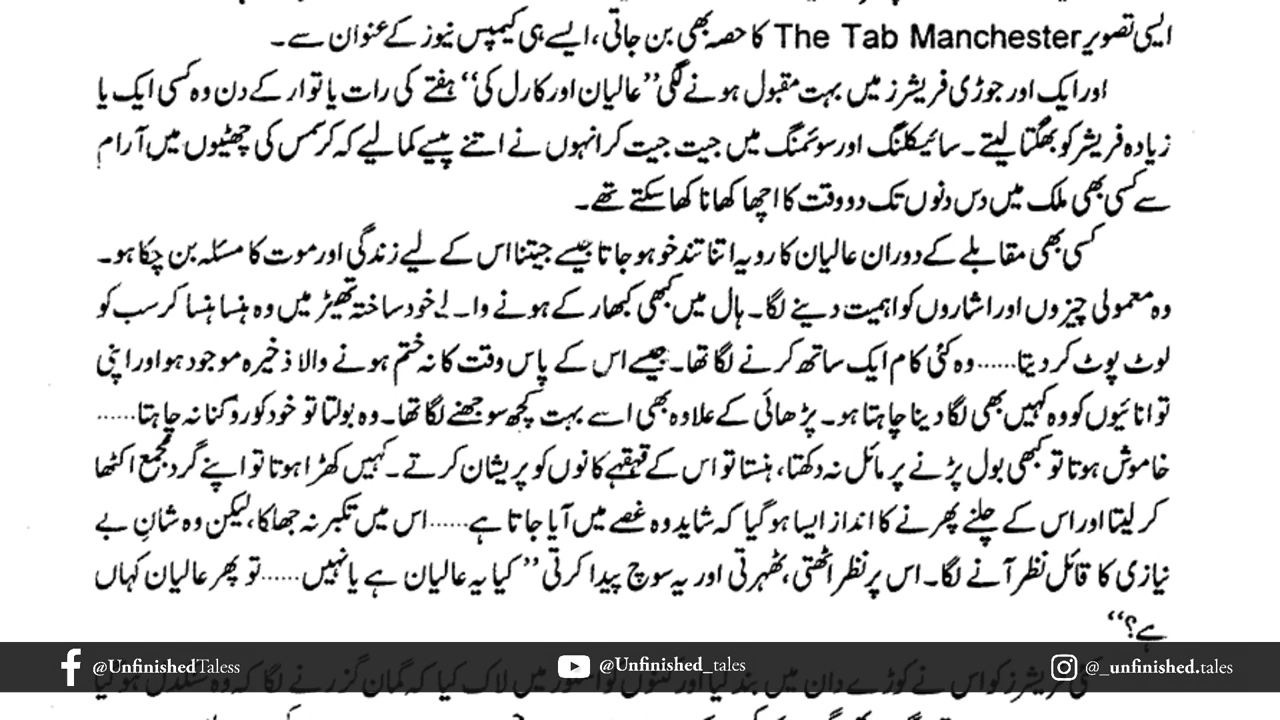 ایسی تصویر The Tab Manchester کا حصہ بھی بن جاتی، ایسے ہی کیمپس نیوز کے عنوان سے۔
اور ایک اور جوڑی فریشرز میں بہت مقبول ہونے لگی ”عالیان اور کارل کی“ ہفتے کی رات یا توار کے دن وہ کسی ایک یا
زیادہ فریشر کو بھگتا لیتے۔ سائیکلنگ اور سوئمنگ میں جیت جیت کر انہوں نے اتنے پیسے کما لیے کہ کرسمس کی چھٹیوں میں آرام
سے کسی بھی ملک میں دس دنوں تک دو وقت کا اچھا کھانا کھا سکتے تھے۔
کسی بھی مقابلے کے دوران عالیان کا رویہ اتنا تند خو ہو جاتا جیسے جیتنا اس کے لیے زندگی اور موت کا مسئلہ بن چکا ہو۔
وہ معمولی چیزوں اور اشاروں کو اہمیت دینے لگا۔ ہال میں کبھی کبھار کے ہونے والے خود ساختہ تھیٹر میں وہ ہنسا ہنسا کر سب کو
لوٹ پوٹ کر دیتا...... وہ کئی کام ایک ساتھ کرنے لگا تھا۔ جیسے اس کے پاس وقت کا نہ ختم ہونے والا ذخیرہ موجود ہو اور اپنی
توانائیوں کو وہ کہیں بھی لگا دینا چاہتا ہو۔ پڑھائی کے علاوہ بھی اسے بہت کچھ سوجھنے لگا تھا۔ وہ بولتا تو خود کو روکنا نہ چاہتا......
خاموش ہوتا تو کبھی بول پڑنے پر مائل نہ دکھتا، ہنستا تو اس کے قہقہے کانوں کو پریشان کرتے۔ کہیں کھڑا ہوتا تو اپنے گرد مجمع اکٹھا
کر لیتا اور اس کے چلنے پھرنے کا انداز ایسا ہو گیا کہ شاید وہ غصے میں آیا جاتا ہے...... اس میں تکبر نہ جھلکا، لیکن وہ شانِ بے
نیازی کا قائل نظر آنے لگا۔ اس پر نظر اٹھتی، ٹھہرتی اور یہ سوچ پیدا کرتی ”کیا یہ عالیان ہے یا نہیں...... تو پھر عالیان کہاں
ہے؟“
@UnfinishedTaless
@Unfinished_tales
@_unfinished.tales